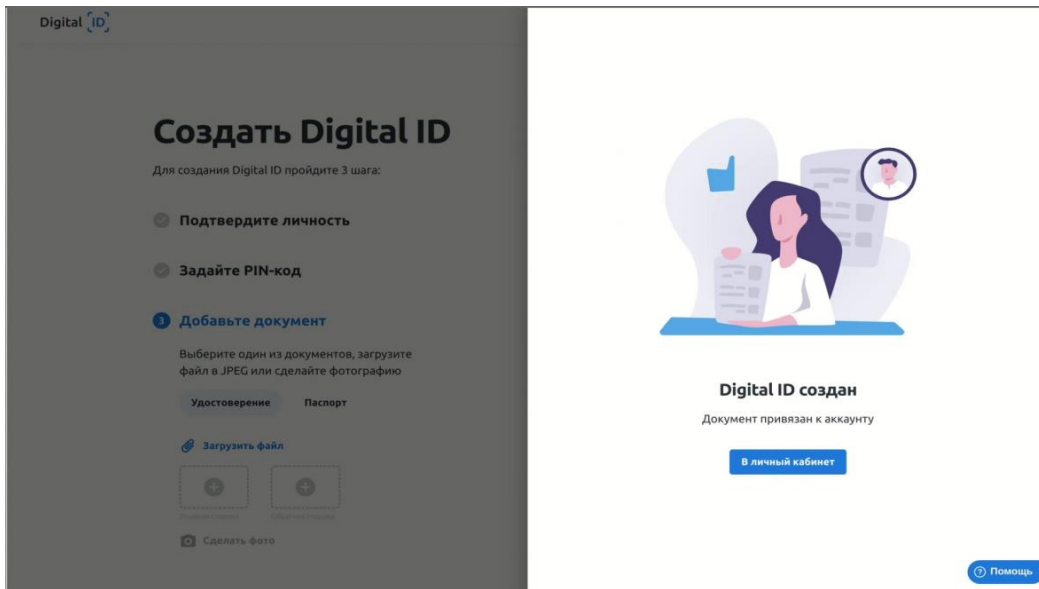 Digital ID
Создать Digital ID
Для создания Digital ID пройдите 3 шага:
Подтвердите личность
Задайте PIN-код
3 Добавьте документ
Выберите один из документов, загрузите
файл в JPEG или сделайте фотографию
Удостоверение Паспорт
Загрузить файл
Сделать фото
Digital ID создан
Документ привязан к аккаунту
В личный кабинет
? Помощь